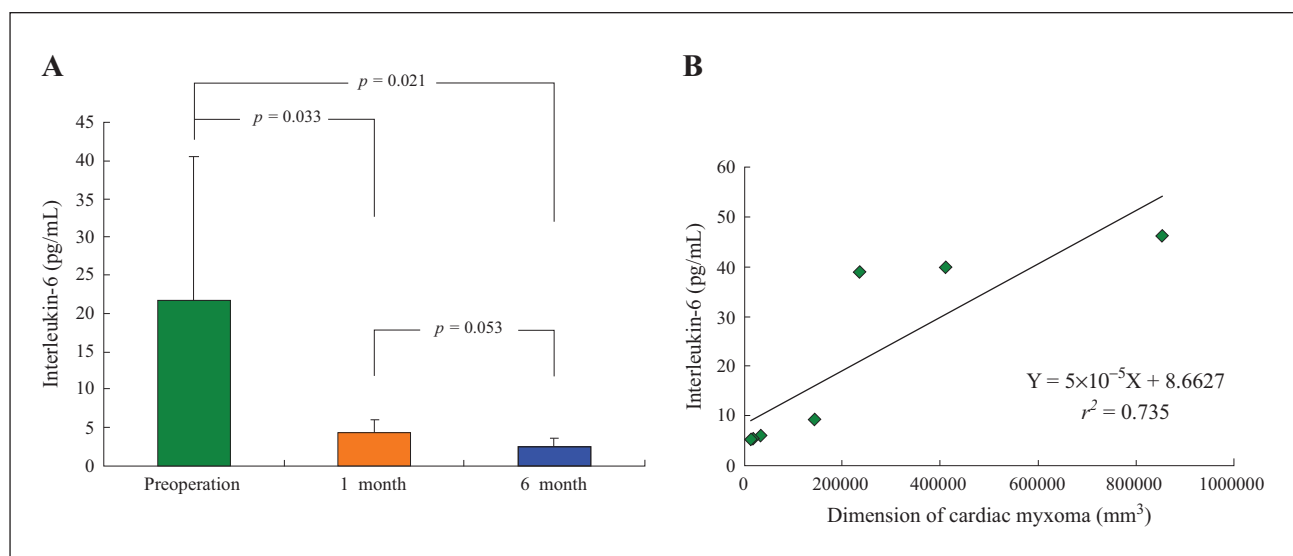 A
p = 0.021
p = 0.033
p = 0.053
Interleukin-6 (pg/mL)
45
40
35
30
25
20
15
10
5
0
Preoperation
1 month
6 month
B
Interleukin-6 (pg/mL)
60
50
40
30
20
10
0
Y = 5×10⁻⁵X + 8.6627
r² = 0.735
0
200000
400000
600000
800000
1000000
Dimension of cardiac myxoma (mm³)